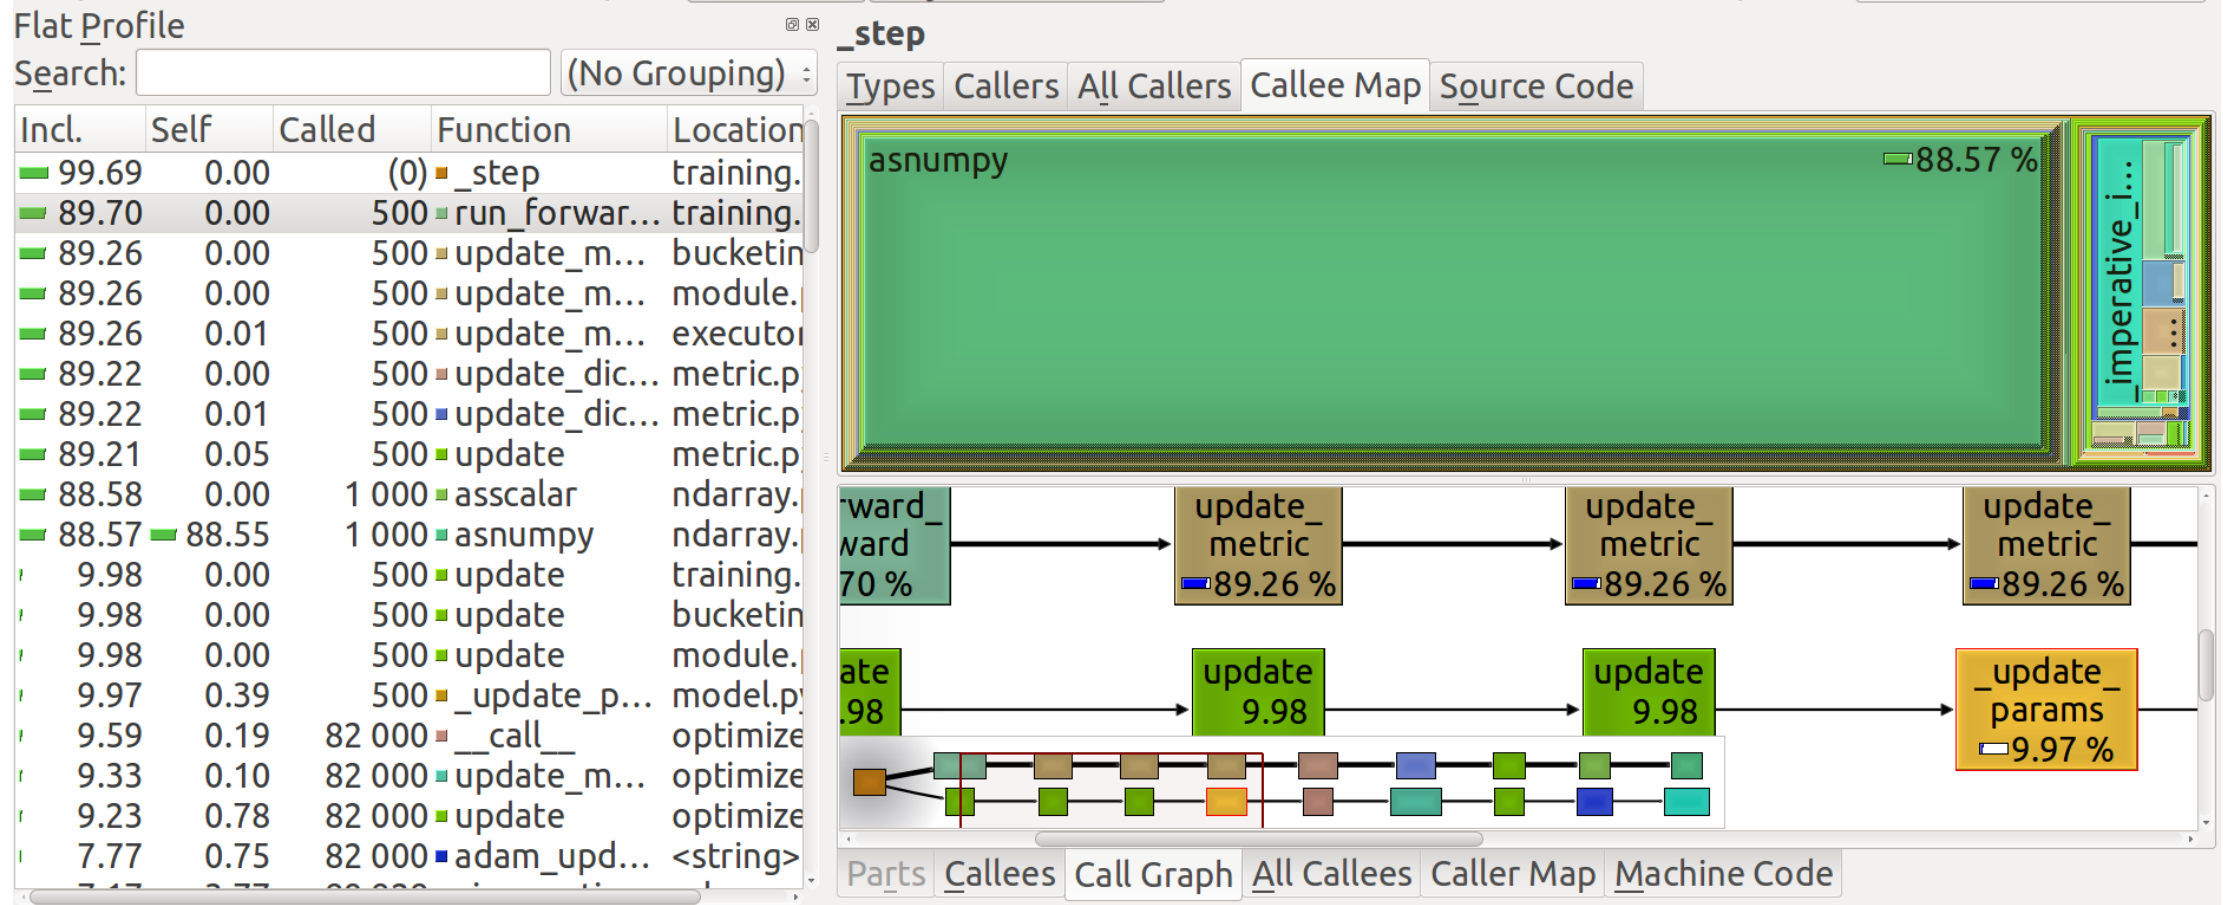 Flat Profile
Search: (No Grouping)
Incl. Self Called Function Location
99.69 0.00 (0) _step training.
89.70 0.00 500 run_forwar... training.
89.26 0.00 500 update_m... bucketin
89.26 0.00 500 update_m... module.
89.26 0.01 500 update_m... executor
89.22 0.00 500 update_dic... metric.py
89.22 0.01 500 update_dic... metric.py
89.21 0.05 500 update metric.py
88.58 0.00 1 000 asscalar ndarray.
88.57 88.55 1 000 asnumpy ndarray.
9.98 0.00 500 update training.
9.98 0.00 500 update bucketin
9.98 0.00 500 update module.
9.97 0.39 500 _update_p... model.py
9.59 0.19 82 000 __call__ optimize
9.33 0.10 82 000 update_m... optimize
9.23 0.78 82 000 update optimize
7.77 0.75 82 000 adam_upd... <string>
_step
Types Callers All Callers Callee Map Source Code
asnumpy 88.57 %
_imperative_i...
...
rward_
ward
70 %
update_
metric
89.26 %
update_
metric
89.26 %
update_
metric
89.26 %
ate
.98
update
9.98
update
9.98
_update_
params
9.97 %
Parts Callees Call Graph All Callees Caller Map Machine Code